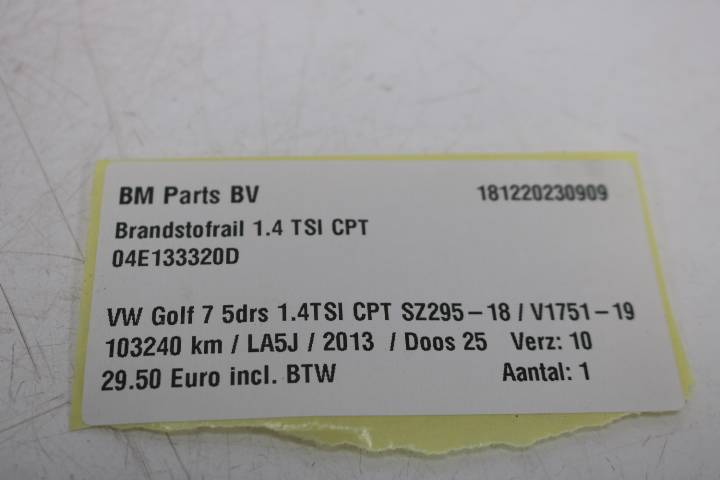 BM Parts BV 181220230909
Brandstofrail 1.4 TSI CPT
04E133320D
VW Golf 7 5drs 1.4TSI CPT SZ295-18 / V1751-19
103240 km / LA5J / 2013 / Doos 25 Verz: 10
29.50 Euro incl. BTW Aantal: 1